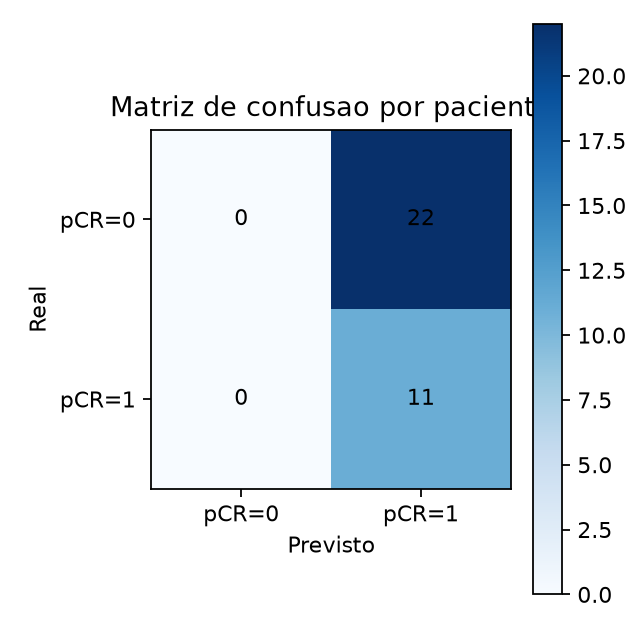 Matriz de confusao por pacient
Real
pCR=0
0
22
pCR=1
0
11
pCR=0
pCR=1
Previsto
20.0
17.5
15.0
12.5
10.0
7.5
5.0
2.5
0.0